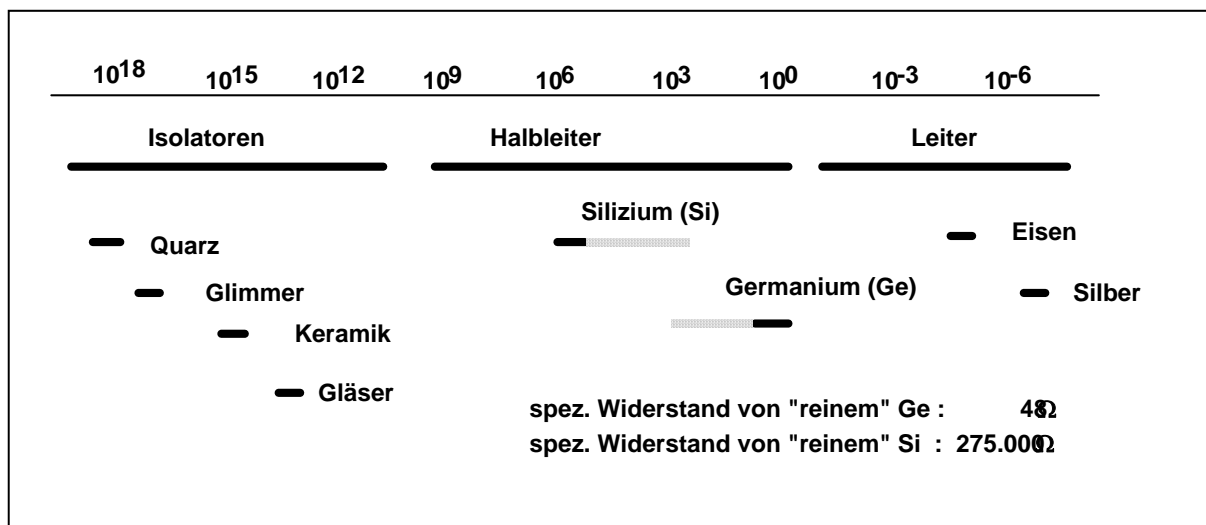 10^18 10^15 10^12 10^9 10^6 10^3 10^0 10^-3 10^-6
Isolatoren Halbleiter Leiter
Silizium (Si)
Quarz Eisen
Glimmer Germanium (Ge) Silber
Keramik
Gläser
spez. Widerstand von "reinem" Ge : 48Ω
spez. Widerstand von "reinem" Si : 275.000Ω